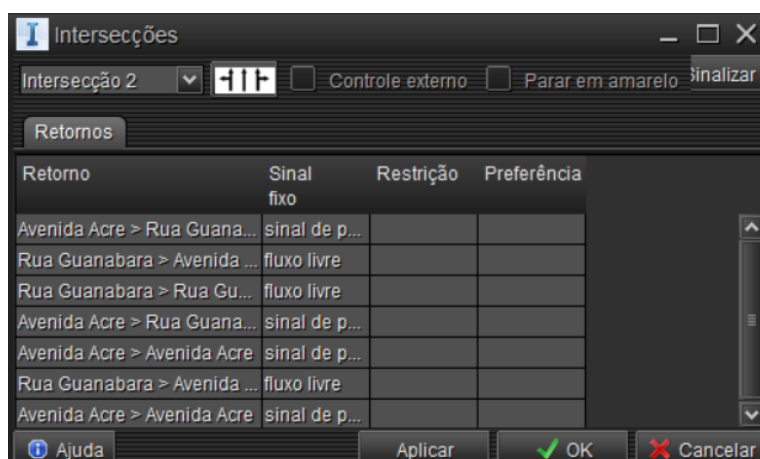 Intersecções
Intersecção 2 Controle externo Parar em amarelo Sinalizar
Retornos
Retorno Sinal fixo Restrição Preferência
Avenida Acre > Rua Guana... sinal de p...
Rua Guanabara > Avenida ... fluxo livre
Rua Guanabara > Rua Gu... fluxo livre
Avenida Acre > Rua Guana... sinal de p...
Avenida Acre > Avenida Acre sinal de p...
Rua Guanabara > Avenida ... fluxo livre
Avenida Acre > Avenida Acre sinal de p...
Ajuda Aplicar OK Cancelar